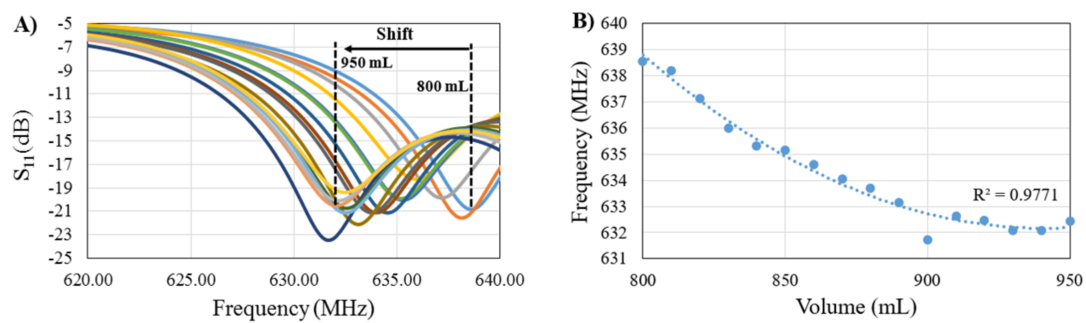 A)
-5
-7
-9
-11
-13
-15
-17
-19
-21
-23
-25
S11(dB)
Shift
950 mL
800 mL
620.00 625.00 630.00 635.00 640.00
Frequency (MHz)
B)
640
639
638
637
636
635
634
633
632
631
Frequency (MHz)
R² = 0.9771
800 850 900 950
Volume (mL)